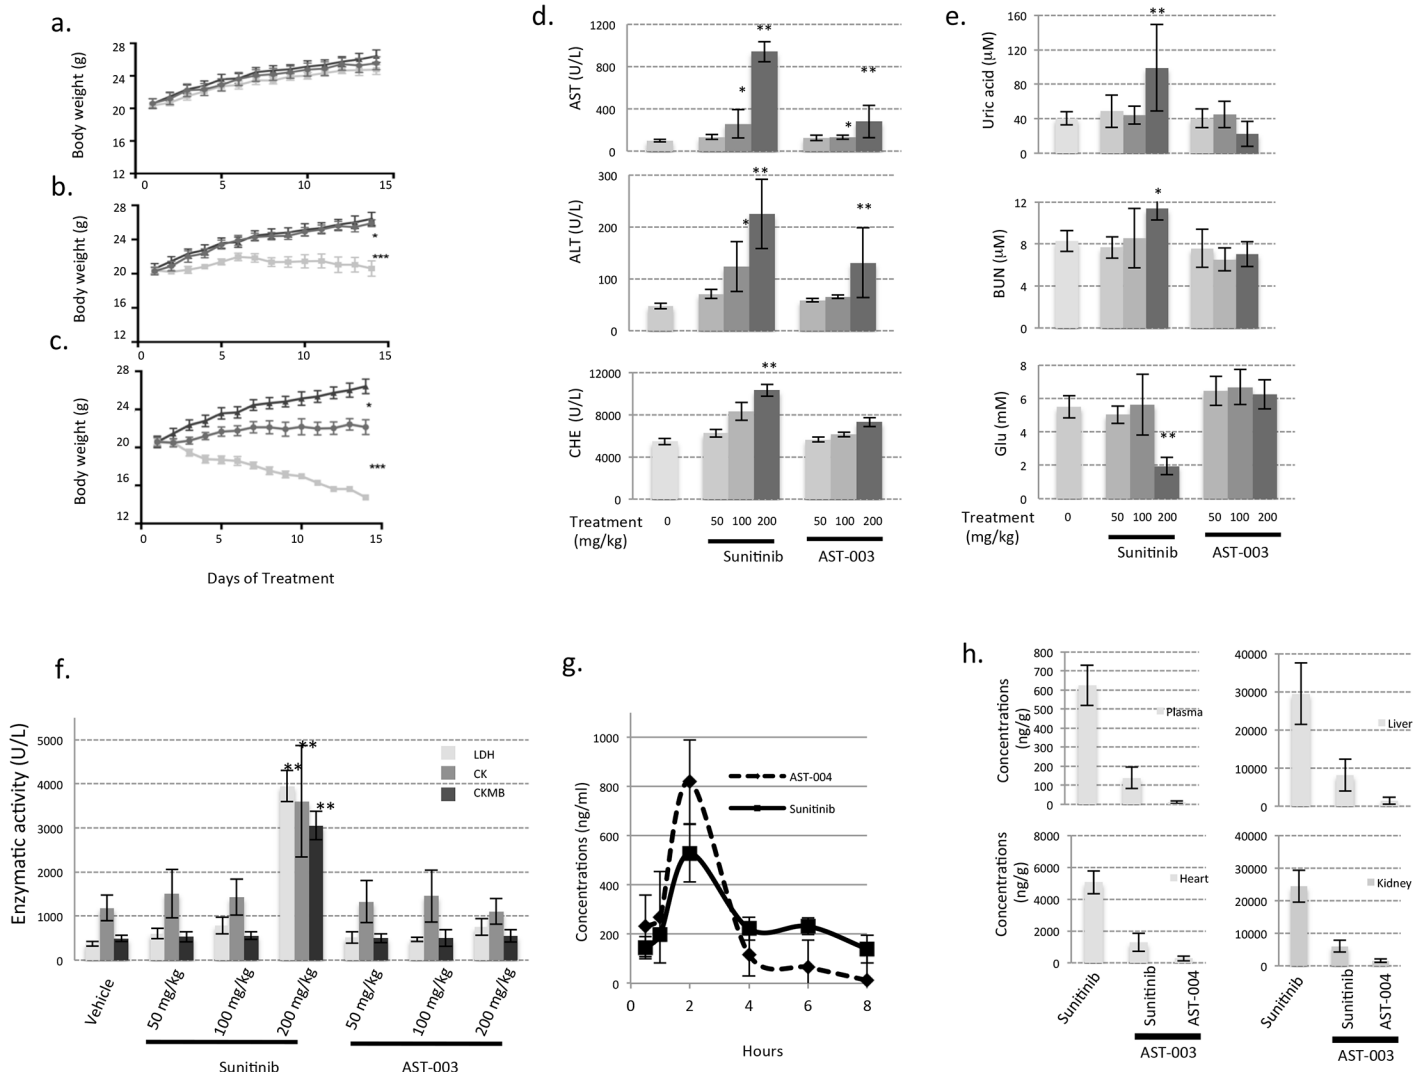 a.
Body weight (g)
28
24
20
16
12
0
5
10
15
b.
Body weight (g)
28
24
20
16
12
0
5
10
15
*
***
c.
Body weight (g)
28
24
20
16
12
0
5
10
15
*
***
Days of Treatment
d.
AST (U/L)
1200
800
400
0
*
**
*
**
ALT (U/L)
300
200
100
0
*
**
**
CHE (U/L)
12000
8000
4000
0
**
Treatment 0 50 100 200 50 100 200
(mg/kg)
Sunitinib AST-003
e.
Uric acid (µM)
160
120
80
40
0
**
BUN (µM)
12
8
4
0
*
Glu (mM)
8
6
4
2
0
**
Treatment 0 50 100 200 50 100 200
(mg/kg)
Sunitinib AST-003
f.
Enzymatic activity (U/L)
5000
4000
3000
2000
1000
0
**
**
**
LDH
CK
CKMB
Vehicle 50 mg/kg 100 mg/kg 200 mg/kg 50 mg/kg 100 mg/kg 200 mg/kg
Sunitinib AST-003
g.
Concentrations (ng/ml)
1000
800
600
400
200
0
0 2 4 6 8
AST-004
Sunitinib
Hours
h.
Concentrations
(ng/g)
800
700
600
500
400
300
200
100
0
Plasma
40000
30000
20000
10000
0
Liver
Concentrations
(ng/g)
8000
6000
4000
2000
0
Heart
Sunitinib Sunitinib AST-004
AST-003
40000
30000
20000
10000
0
Kidney
Sunitinib Sunitinib AST-004
AST-003